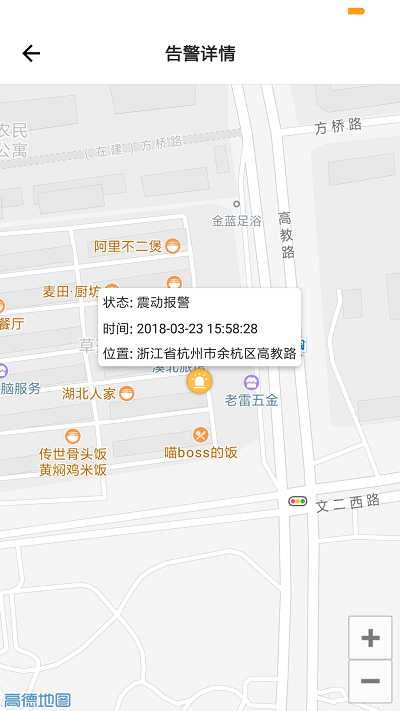 告警详情
农民
公寓
方桥路
(在建)方桥路
金蓝足浴
高教路
阿里不二煲
麦田·厨坊
状态: 震动报警
时间: 2018-03-23 15:58:28
位置: 浙江省杭州市余杭区高教路
餐厅
脑服务
湖北人家
老雷五金
传世骨头饭
黄焖鸡米饭
喵boss的饭
文二西路
高德地图